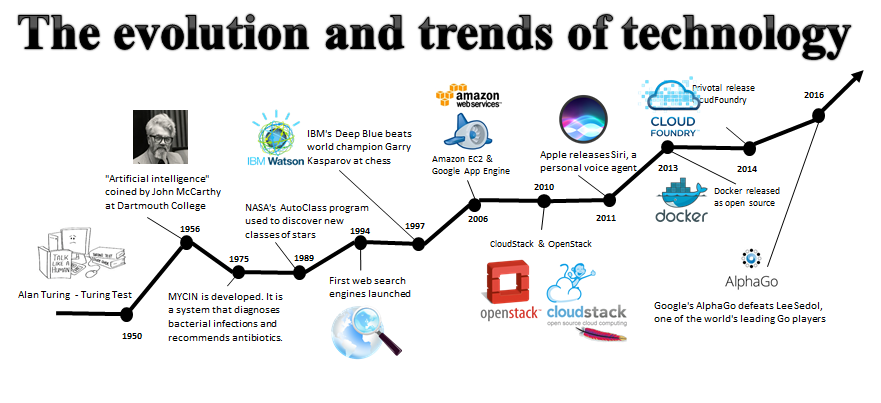 The evolution and trends of technology
TALK
LIKE A
HUMAN
Alan Turing - Turing Test
1950
"Artificial intelligence"
coined by John McCarthy
at Dartmouth College
1956
MYCIN is developed. It is
a system that diagnoses
bacterial infections and
recommends antibiotics.
1975
NASA's AutoClass program
used to discover new
classes of stars
1989
IBM Watson
IBM's Deep Blue beats
world champion Garry
Kasparov at chess
1994
First web search
engines launched
1997
amazon
webservices™
Amazon EC2 &
Google App Engine
2006
2010
CloudStack & OpenStack
openstack™
cloudstack
open source cloud computing
Apple releases Siri, a
personal voice agent
2011
CLOUD
FOUNDRY™
2013
docker
Docker released
as open source
Privotal release
CloudFoundry
2014
2016
AlphaGo
Google's AlphaGo defeats Lee Sedol,
one of the world's leading Go players